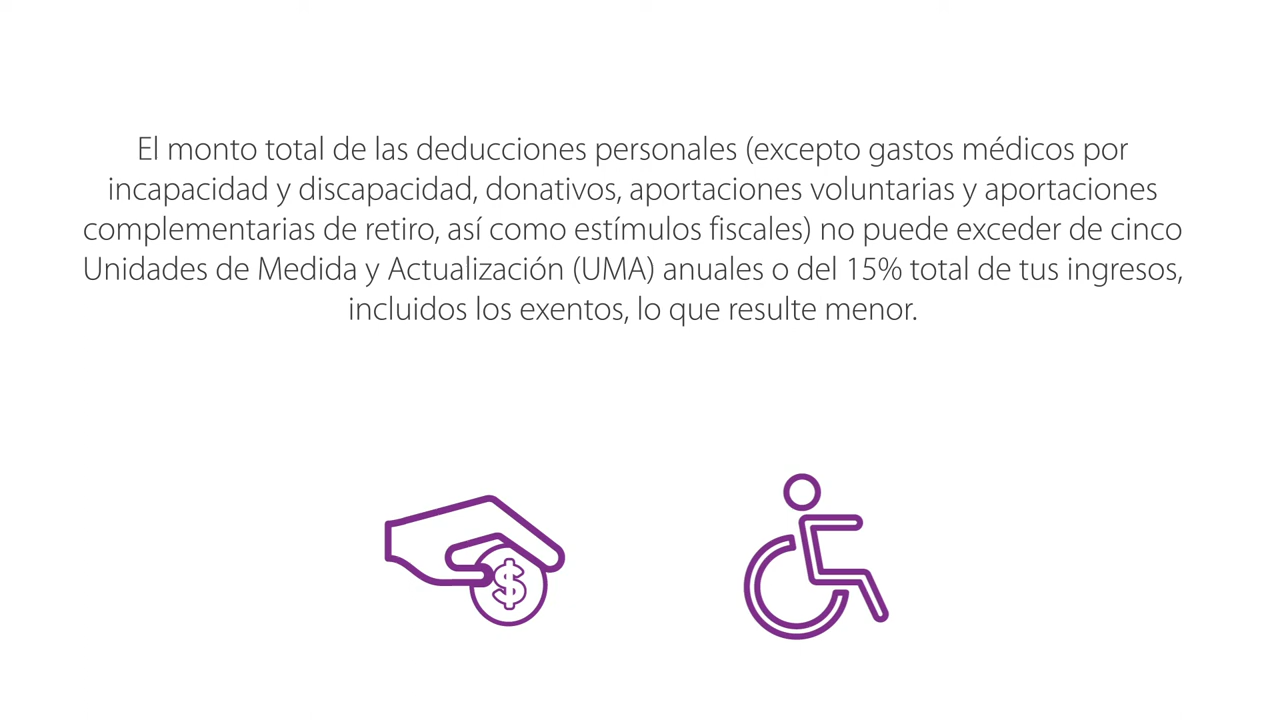 El monto total de las deducciones personales (excepto gastos médicos por
incapacidad y discapacidad, donativos, aportaciones voluntarias y aportaciones
complementarias de retiro, así como estímulos fiscales) no puede exceder de cinco
Unidades de Medida y Actualización (UMA) anuales o del 15% total de tus ingresos,
incluidos los exentos, lo que resulte menor.
$